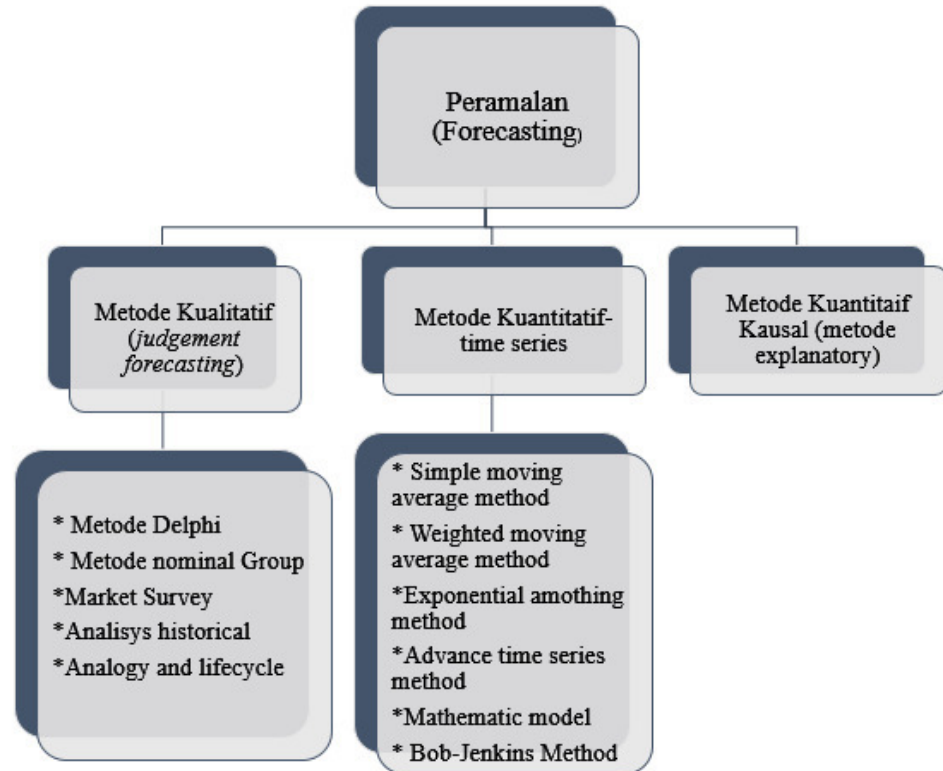 Peramalan
(Forecasting)
Metode Kualitatif
(judgement
forecasting)
Metode Kuantitatif-
time series
Metode Kuantitaif
Kausal (metode
explanatory)
* Metode Delphi
* Metode nominal Group
*Market Survey
*Analisys historical
*Analogy and lifecycle
* Simple moving
average method
* Weighted moving
average method
*Exponential amothing
method
*Advance time series
method
*Mathematic model
* Bob-Jenkins Method